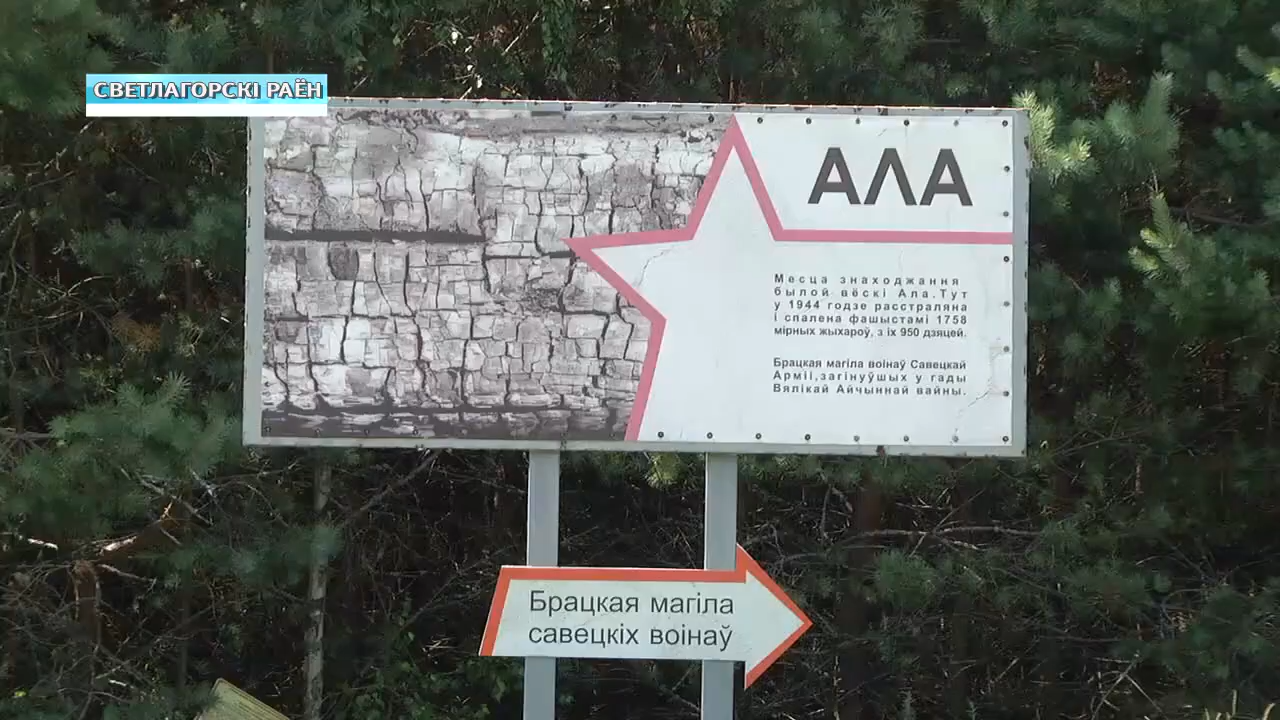 СВЕТЛАГОРСКІ РАЁН
АЛА
Месца знаходжання
былой вёскі Ала. Тут
у 1944 годзе расстраляна
і спалена фашыстамі 1758
мірных жыхароў, з іх 950 дзяцей.
Брацкая магіла воінаў Савецкай
Арміі, загінуўшых у гады
Вялікай Айчыннай вайны.
Брацкая магіла
савецкіх воінаў